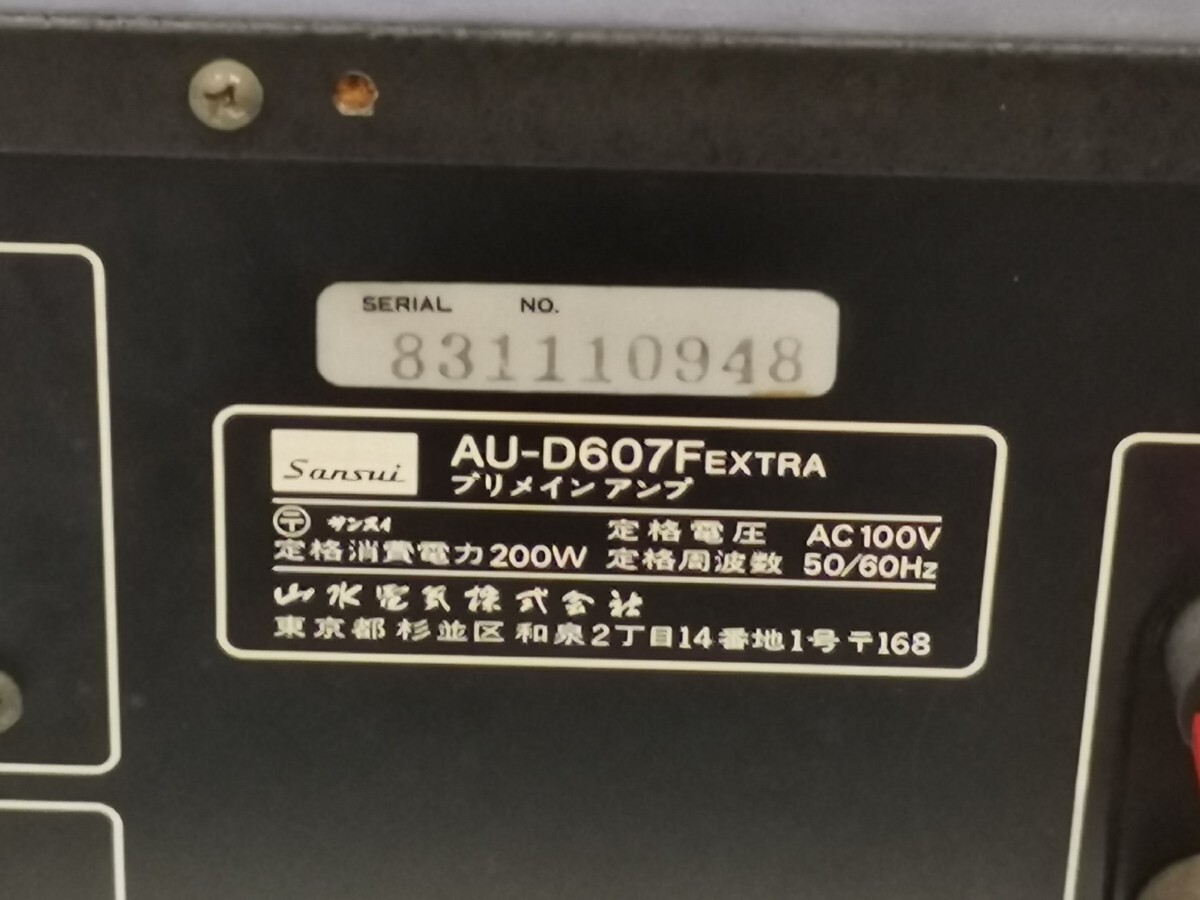 SERIAL NO.
831110948
Sansui
AU-D607F EXTRA
プリメインアンプ
〒 サンスイ 定格電圧 AC100V
定格消費電力200W 定格周波数 50/60Hz
山水電気株式会社
東京都杉並区和泉2丁目14番地1号〒168